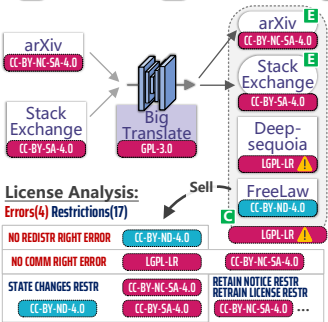 arXiv
CC-BY-NC-SA-4.0
Stack
Exchange
CC-BY-SA-4.0
Big
Translate
GPL-3.0
arXiv
E
CC-BY-NC-SA-4.0
Stack
Exchange
E
CC-BY-SA-4.0
Deep-
sequoia
LGPL-LR
FreeLaw
CC-BY-ND-4.0
C
LGPL-LR
Sell
License Analysis:
Errors(4) Restrictions(17)
NO REDISTR RIGHT ERROR CC-BY-ND-4.0
NO COMM RIGHT ERROR LGPL-LR CC-BY-NC-SA-4.0
STATE CHANGES RESTR CC-BY-NC-SA-4.0
CC-BY-ND-4.0 CC-BY-SA-4.0
RETAIN NOTICE RESTR
RETRAIN LICENSE RESTR
CC-BY-NC-SA-4.0 ...